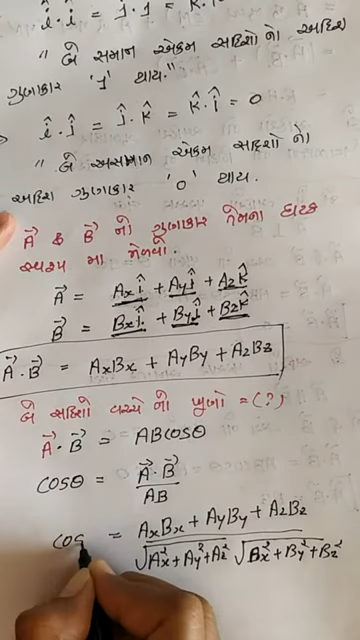 î . î = ĵ . ĵ = k̂ .
" બે સમાન એકમ સદિશોનો અદિશ
ગુણાકાર '1' થાય."
î . ĵ = ĵ . k̂ = k̂ . î = 0
" બે અસમાન એકમ સદિશોનો
અદિશ ગુણાકાર '0' થાય.
A⃗ & B⃗ નો ગુણાકાર તેમના ઘટક
સ્વરૂપ માં મેળવો.
A⃗ = Axî + Ayĵ + Azk̂
B⃗ = Bxî + Byĵ + Bzk̂
A⃗ . B⃗ = AxBx + AyBy + AzBz
બે સદિશો વચ્ચે નો ખૂણો = (?)
A⃗ . B⃗ = ABcosθ
cosθ = A⃗ . B⃗ / AB
cos = AxBx + AyBy + AzBz / √Ax² + Ay² + Az² √Bx² + By² + Bz²